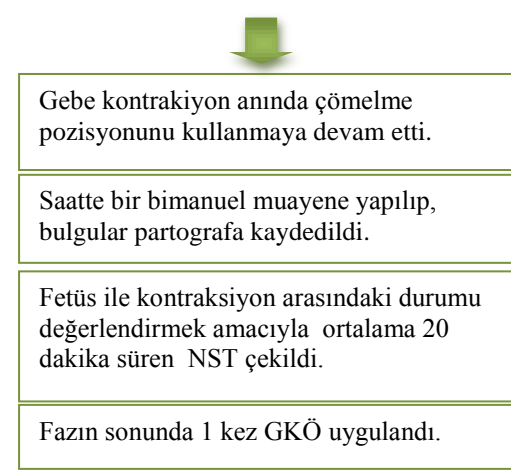 Gebe kontrakiyon anında çömelme
pozisyonunu kullanmaya devam etti.
Saatte bir bimanuel muayene yapılıp,
bulgular partografa kaydedildi.
Fetüs ile kontraksiyon arasındaki durumu
değerlendirmek amacıyla ortalama 20
dakika süren NST çekildi.
Fazın sonunda 1 kez GKÖ uygulandı.